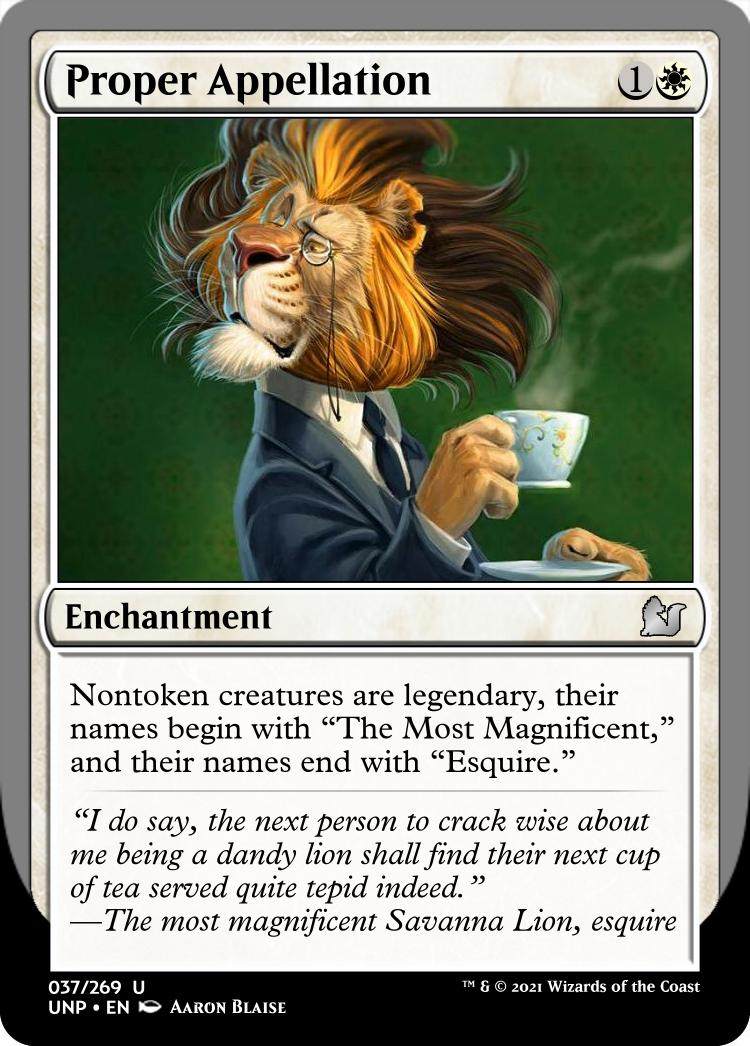 Proper Appellation 1
Enchantment
Nontoken creatures are legendary, their
names begin with “The Most Magnificent,”
and their names end with “Esquire.”
“I do say, the next person to crack wise about
me being a dandy lion shall find their next cup
of tea served quite tepid indeed.”
—The most magnificent Savanna Lion, esquire
037/269 U
UNP • EN Aaron Blaise
™ & © 2021 Wizards of the Coast